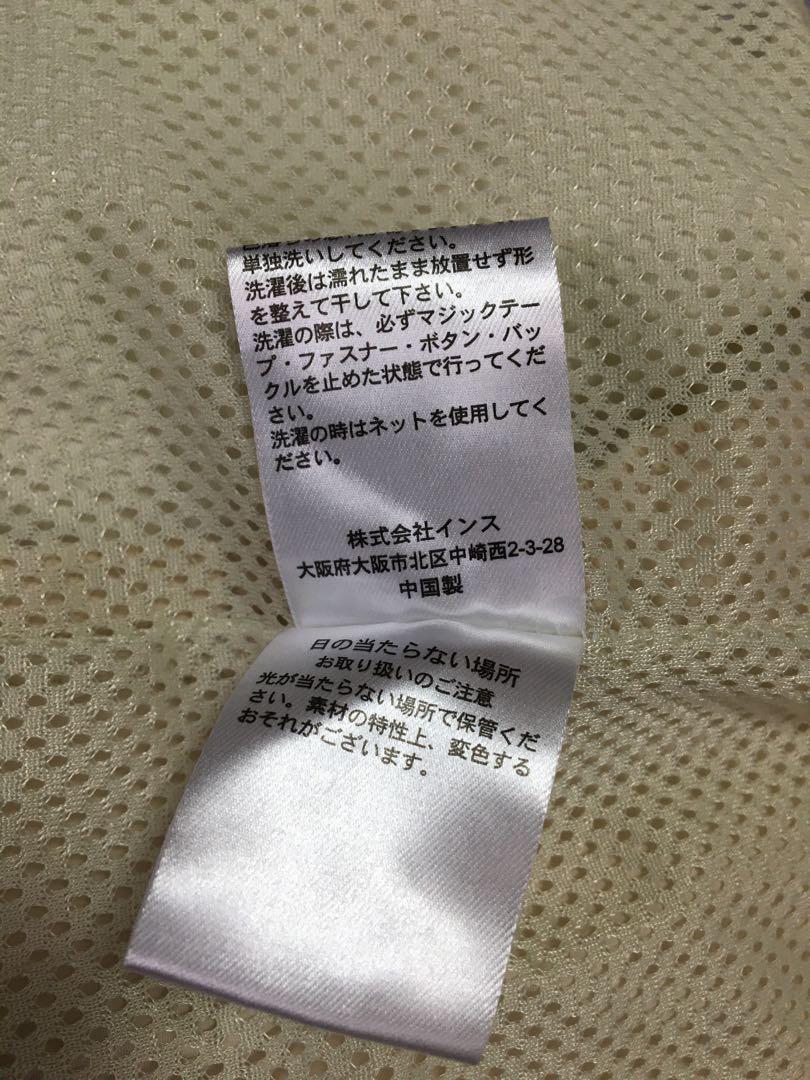 単独洗いしてください。
洗濯後は濡れたまま放置せず形
を整えて干して下さい。
洗濯の際は、必ずマジックテー
プ・ファスナー・ボタン・バッ
クルを止めた状態で行ってくだ
さい。
洗濯の時はネットを使用してく
ださい。
株式会社インス
大阪府大阪市北区中崎西2-3-28
中国製
日の当たらない場所
お取り扱いのご注意
光が当たらない場所で保管くだ
さい。素材の特性上、変色する
おそれがございます。